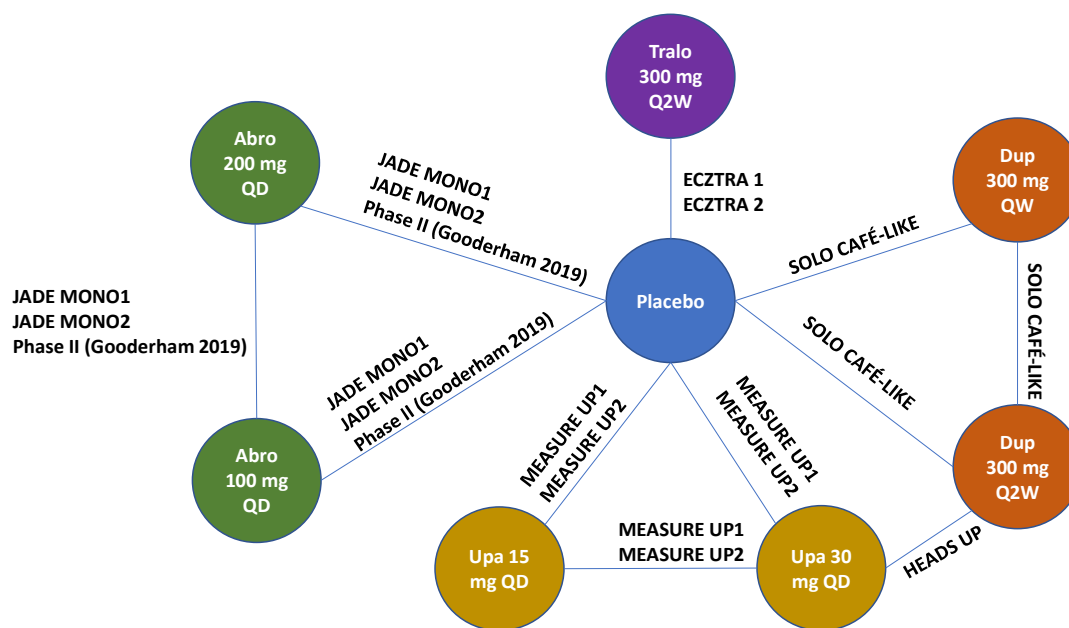 Tralo
300 mg
Q2W
Abro
200 mg
QD
Dup
300 mg
QW
JADE MONO1
JADE MONO2
Phase II (Gooderham 2019)
ECZTRA 1
ECZTRA 2
SOLO CAFÉ-LIKE
Placebo
JADE MONO1
JADE MONO2
Phase II (Gooderham 2019)
JADE MONO1
JADE MONO2
Phase II (Gooderham 2019)
SOLO CAFÉ-LIKE
SOLO CAFÉ-LIKE
MEASURE UP1
MEASURE UP2
MEASURE UP1
MEASURE UP2
Abro
100 mg
QD
Dup
300 mg
Q2W
Upa 15
mg QD
MEASURE UP1
MEASURE UP2
Upa 30
mg QD
HEADS UP